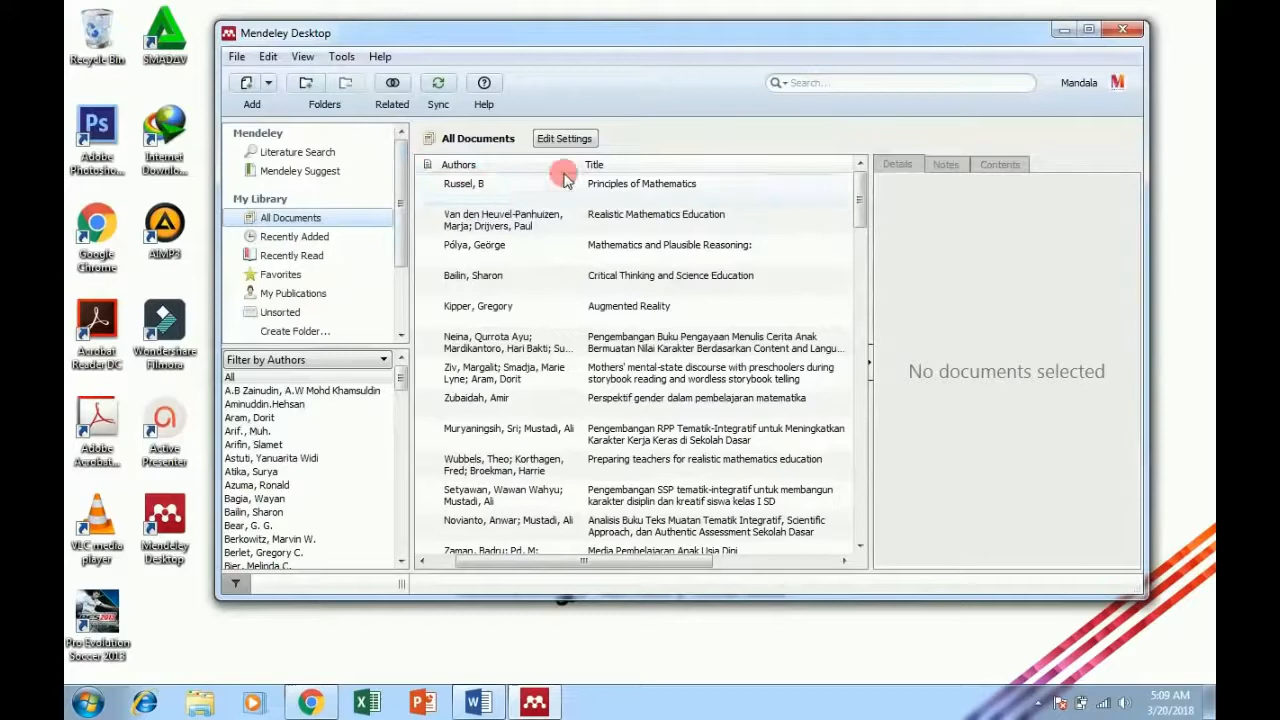 Recycle Bin
SMADAV
Adobe
Photosho...
Internet
Downlo...
Google
Chrome
AIMP3
Acrobat
Reader DC
Wondershare
Filmora
Adobe
Acrobat...
Active
Presenter
VLC media
player
Mendeley
Desktop
Pro Evolution
Soccer 2013
Mendeley Desktop
File Edit View Tools Help
Search...
Mandala
Add Folders Related Sync Help
Mendeley
Literature Search
Mendeley Suggest
My Library
All Documents
Recently Added
Recently Read
Favorites
My Publications
Unsorted
Create Folder...
Filter by Authors
All
A.B Zainudin, A.W Mohd Khamsuldin
Aminuddin.Hehsan
Aram, Dorit
Arif., Muh.
Arifin, Slamet
Astuti, Yanuarita Widi
Atika, Surya
Azuma, Ronald
Bagia, Wayan
Bailin, Sharon
Bear, G. G.
Berkowitz, Marvin W.
Berlet, Gregory C.
Bier, Melinda C.
All Documents Edit Settings
Authors Title
Russel, B Principles of Mathematics
Van den Heuvel-Panhuizen, Realistic Mathematics Education
Marja; Drijvers, Paul
Pólya, George Mathematics and Plausible Reasoning:
Bailin, Sharon Critical Thinking and Science Education
Kipper, Gregory Augmented Reality
Neina, Qurrota Ayu; Pengembangan Buku Pengayaan Menulis Cerita Anak
Mardikantoro, Hari Bakti; Su... Bermuatan Nilai Karakter Berdasarkan Content and Langu...
Ziv, Margalit; Smadja, Marie Mothers' mental-state discourse with preschoolers during
Lyne; Aram, Dorit storybook reading and wordless storybook telling
Zubaidah, Amir Perspektif gender dalam pembelajaran matematika
Muryaningsih, Sri; Mustadi, Ali Pengembangan RPP Tematik-Integratif untuk Meningkatkan
Karakter Kerja Keras di Sekolah Dasar
Wubbels, Theo; Korthagen, Preparing teachers for realistic mathematics education
Fred; Broekman, Harrie
Setyawan, Wawan Wahyu; Pengembangan SSP tematik-integratif untuk membangun
Mustadi, Ali karakter disiplin dan kreatif siswa kelas I SD
Novianto, Anwar; Mustadi, Ali Analisis Buku Teks Muatan Tematik Integratif, Scientific
Approach, dan Authentic Assessment Sekolah Dasar
Zaman, Badru; Pd, M; Media Pembelajaran Anak Usia Dini
Details Notes Contents
No documents selected
5:09 AM
3/20/2018